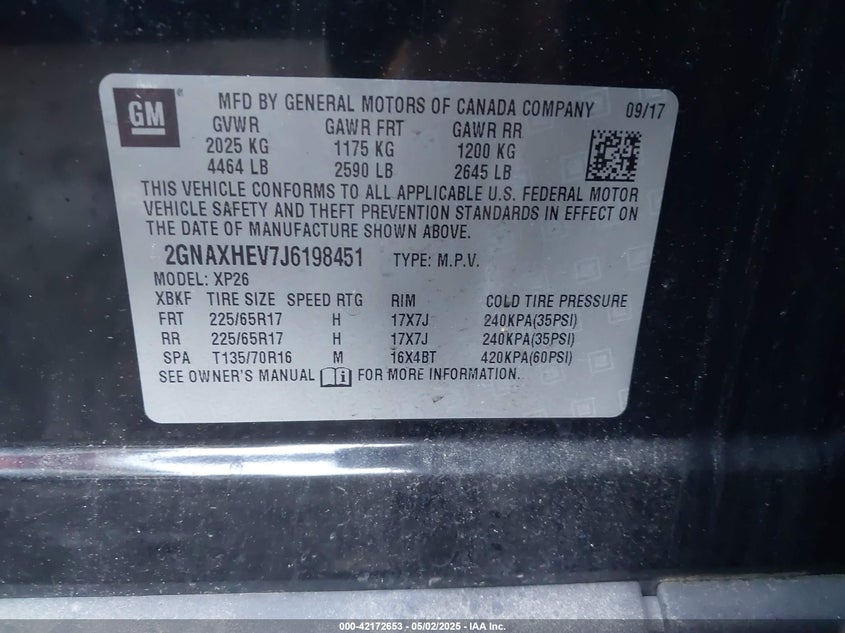 GM ® MFD BY GENERAL MOTORS OF CANADA COMPANY 09/17
GVWR GAWR FRT GAWR RR
2025 KG 1175 KG 1200 KG
4464 LB 2590 LB 2645 LB
THIS VEHICLE CONFORMS TO ALL APPLICABLE U.S. FEDERAL MOTOR
VEHICLE SAFETY AND THEFT PREVENTION STANDARDS IN EFFECT ON
THE DATE OF MANUFACTURE SHOWN ABOVE.
2GNAXHEV7J6198451 TYPE: M.P.V.
MODEL: XP26
XBKF TIRE SIZE SPEED RTG RIM COLD TIRE PRESSURE
FRT 225/65R17 H 17X7J 240KPA(35PSI)
RR 225/65R17 H 17X7J 240KPA(35PSI)
SPA T135/70R16 M 16X4BT 420KPA(60PSI)
SEE OWNER'S MANUAL FOR MORE INFORMATION.
000-42172653 - 05/02/2025 - IAA Inc.